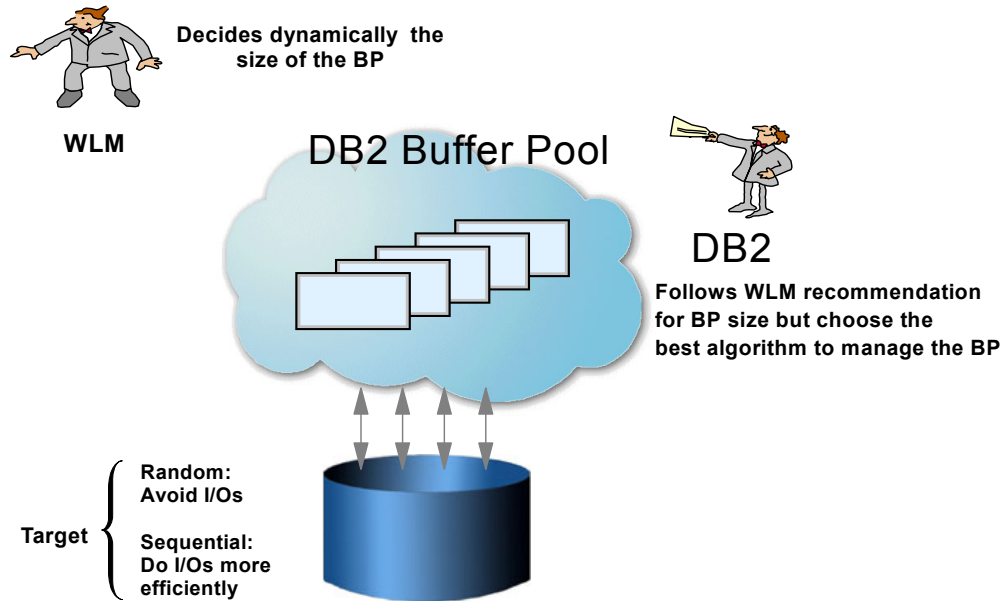 Decides dynamically the
size of the BP
WLM
DB2 Buffer Pool
DB2
Follows WLM recommendation
for BP size but choose the
best algorithm to manage the BP
Target
Random:
Avoid I/Os
Sequential:
Do I/Os more
efficiently